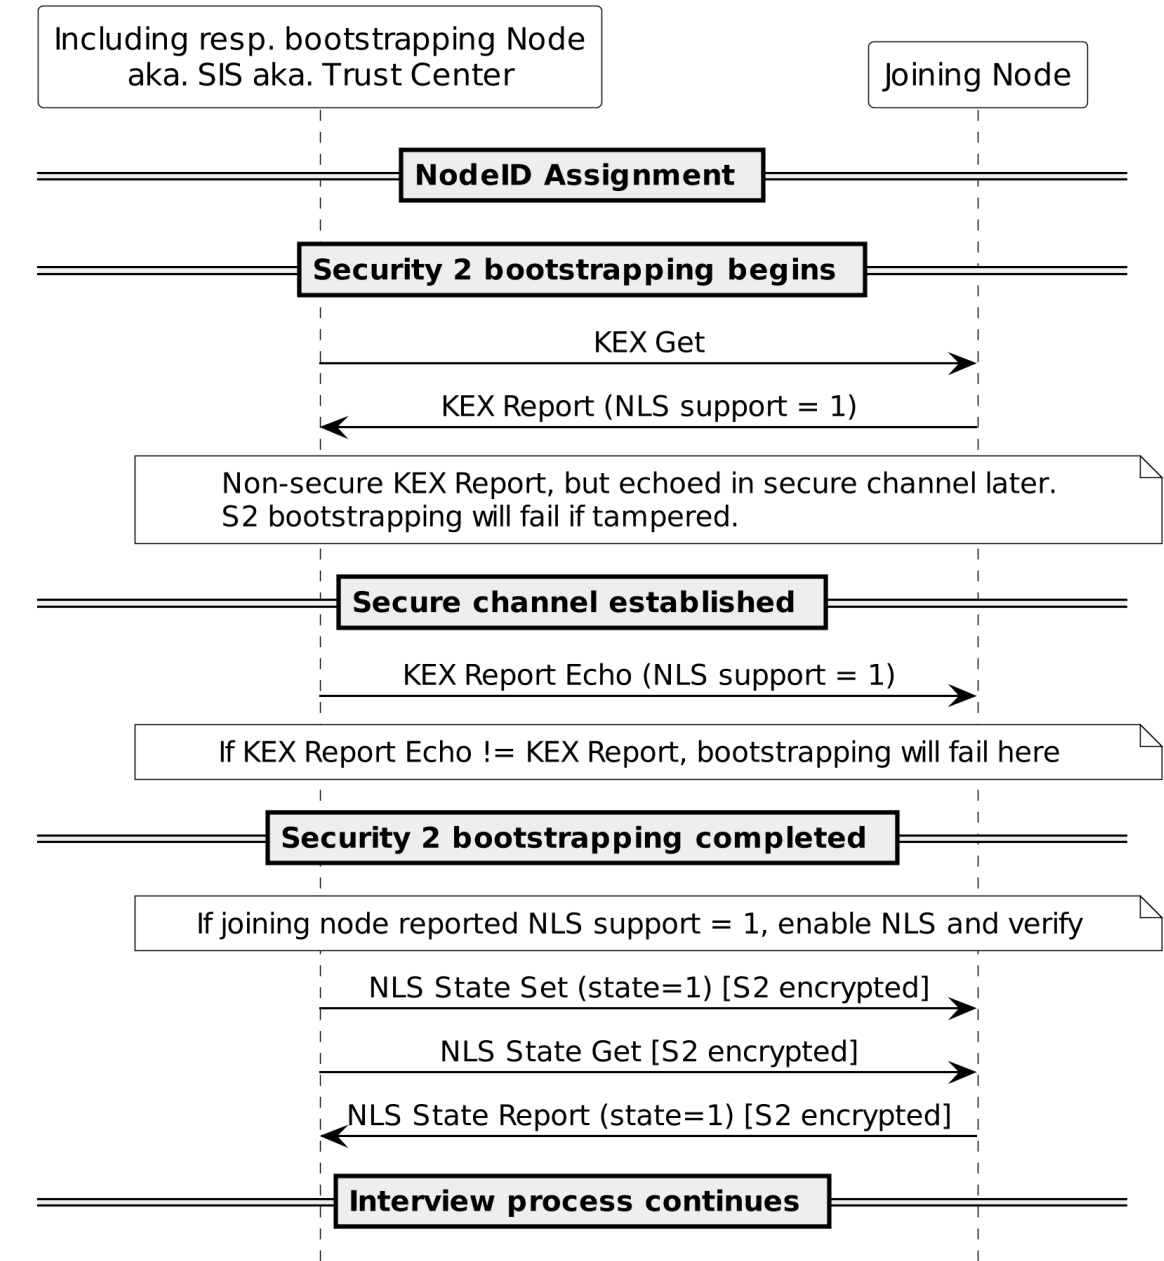 Including resp. bootstrapping Node
aka. SIS aka. Trust Center
Joining Node
NodeID Assignment
Security 2 bootstrapping begins
KEX Get
KEX Report (NLS support = 1)
Non-secure KEX Report, but echoed in secure channel later.
S2 bootstrapping will fail if tampered.
Secure channel established
KEX Report Echo (NLS support = 1)
If KEX Report Echo != KEX Report, bootstrapping will fail here
Security 2 bootstrapping completed
If joining node reported NLS support = 1, enable NLS and verify
NLS State Set (state=1) [S2 encrypted]
NLS State Get [S2 encrypted]
NLS State Report (state=1) [S2 encrypted]
Interview process continues